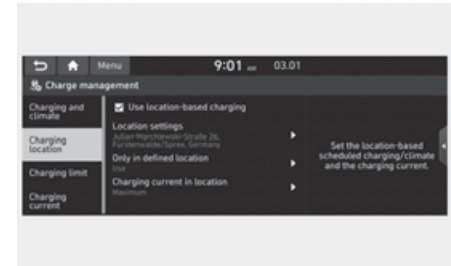 Menu
9:01 AM
03.01
Charge management
Charging and
climate
Charging
location
Charging limit
Charging
current
Use location-based charging
Location settings
Julian-Marchlewski-Straße 26,
Fürstenwalde/Spree, Germany
Only in defined location
Use
Charging current in location
Maximum
Set the location-based
scheduled charging/climate
and the charging current.